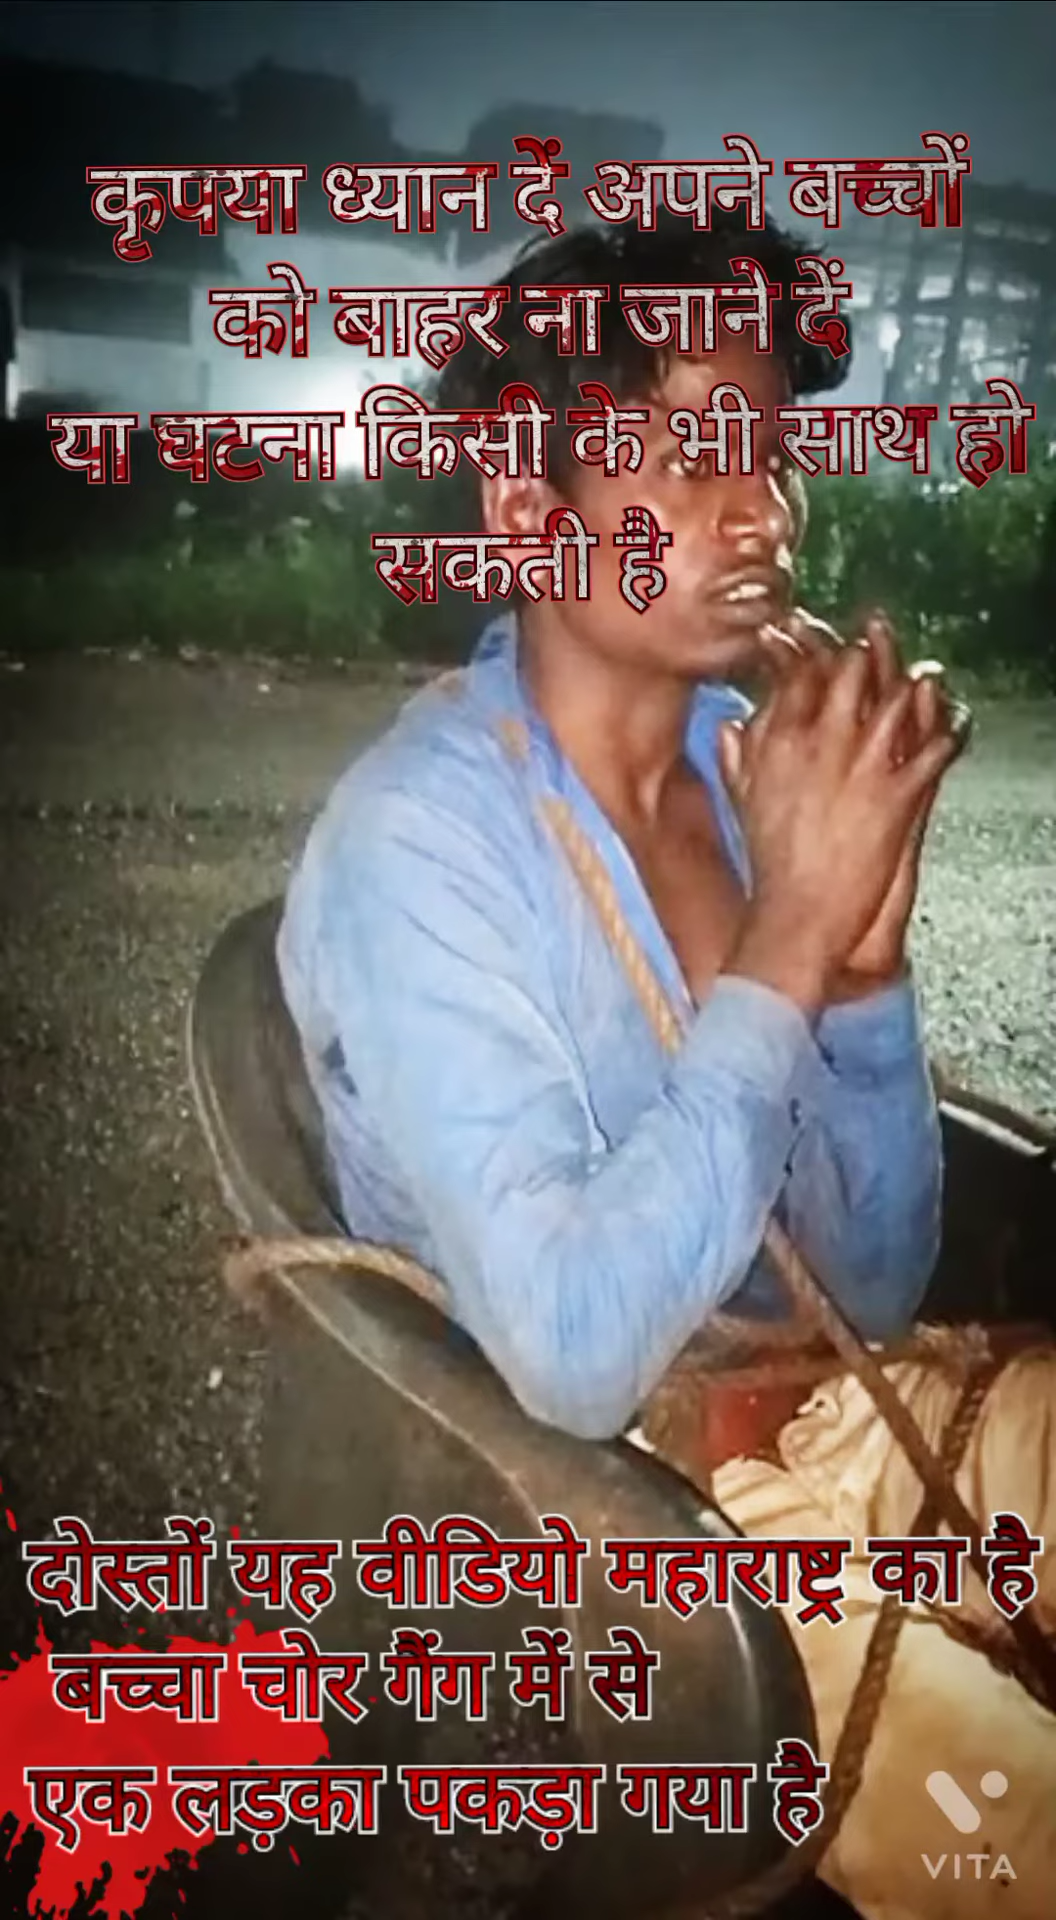 कृपया ध्यान दें अपने बच्चों
को बाहर ना जाने दें
या घटना किसी के भी साथ हो
सकती है
दोस्तों यह वीडियो महाराष्ट्र का है
बच्चा चोर गैंग में से
एक लड़का पकड़ा गया है
VITA